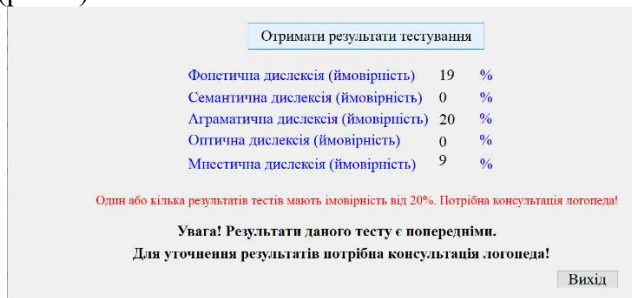 Отримати результати тестування
Фонетична дислексія (ймовірність) 19 %
Семантична дислексія (ймовірність) 0 %
Аграматична дислексія (ймовірність) 20 %
Оптична дислексія (ймовірність) 0 %
Мнестична дислексія (ймовірність) 9 %
Один або кілька результатів тестів мають імовірність від 20%. Потрібна консультація логопеда!
Увага! Результати даного тесту є попередніми.
Для уточнення результатів потрібна консультація логопеда!
Вихід